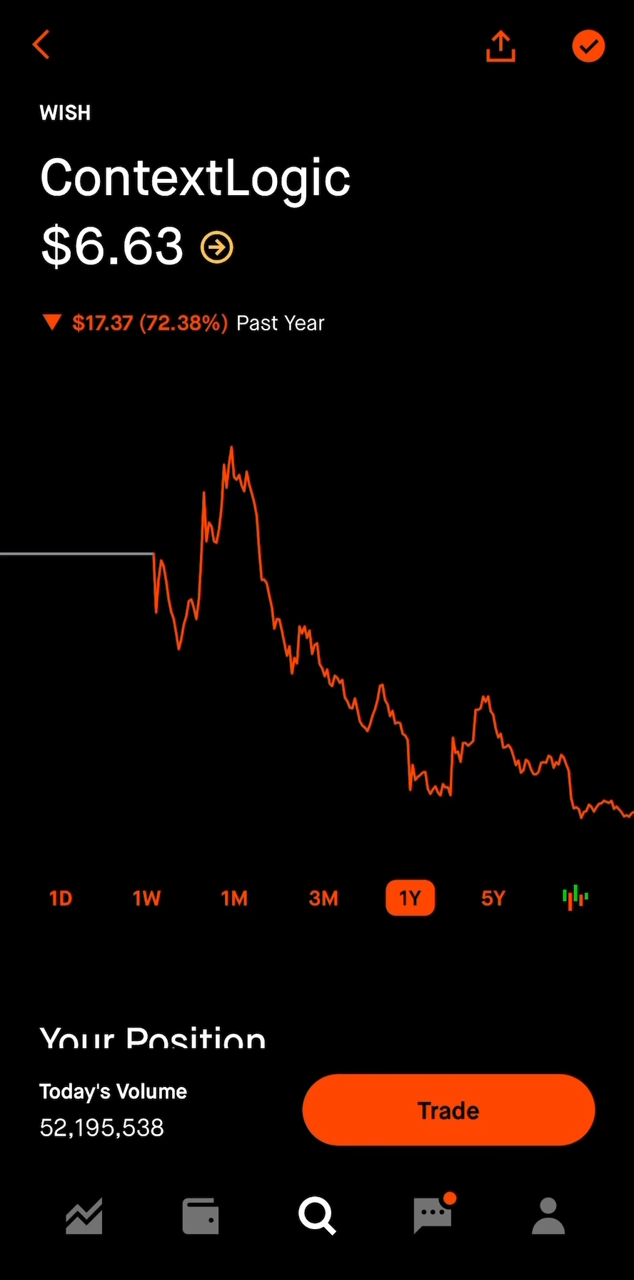 WISH
ContextLogic
$6.63
$17.37 (72.38%) Past Year
1D 1W 1M 3M 1Y 5Y
Your Position
Today's Volume
52,195,538
Trade